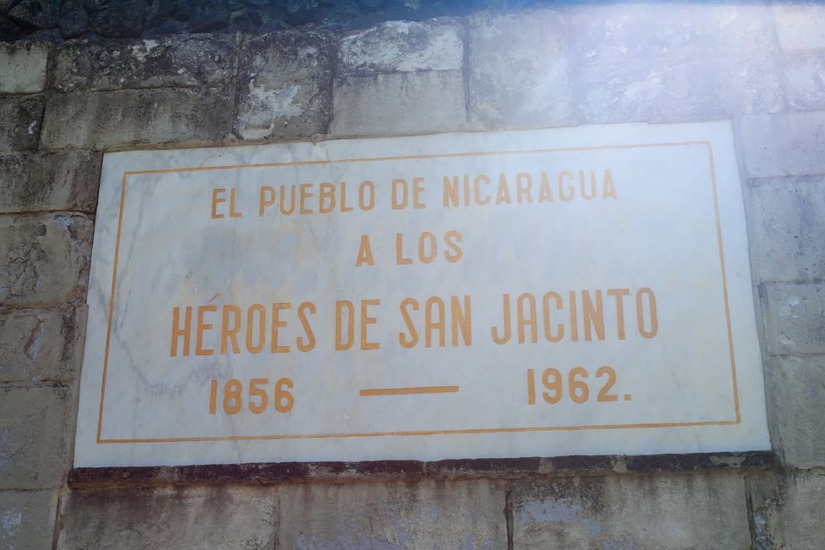 EL PUEBLO DE NICARAGUA
A LOS
HÉROES DE SAN JACINTO
1856 — 1962.